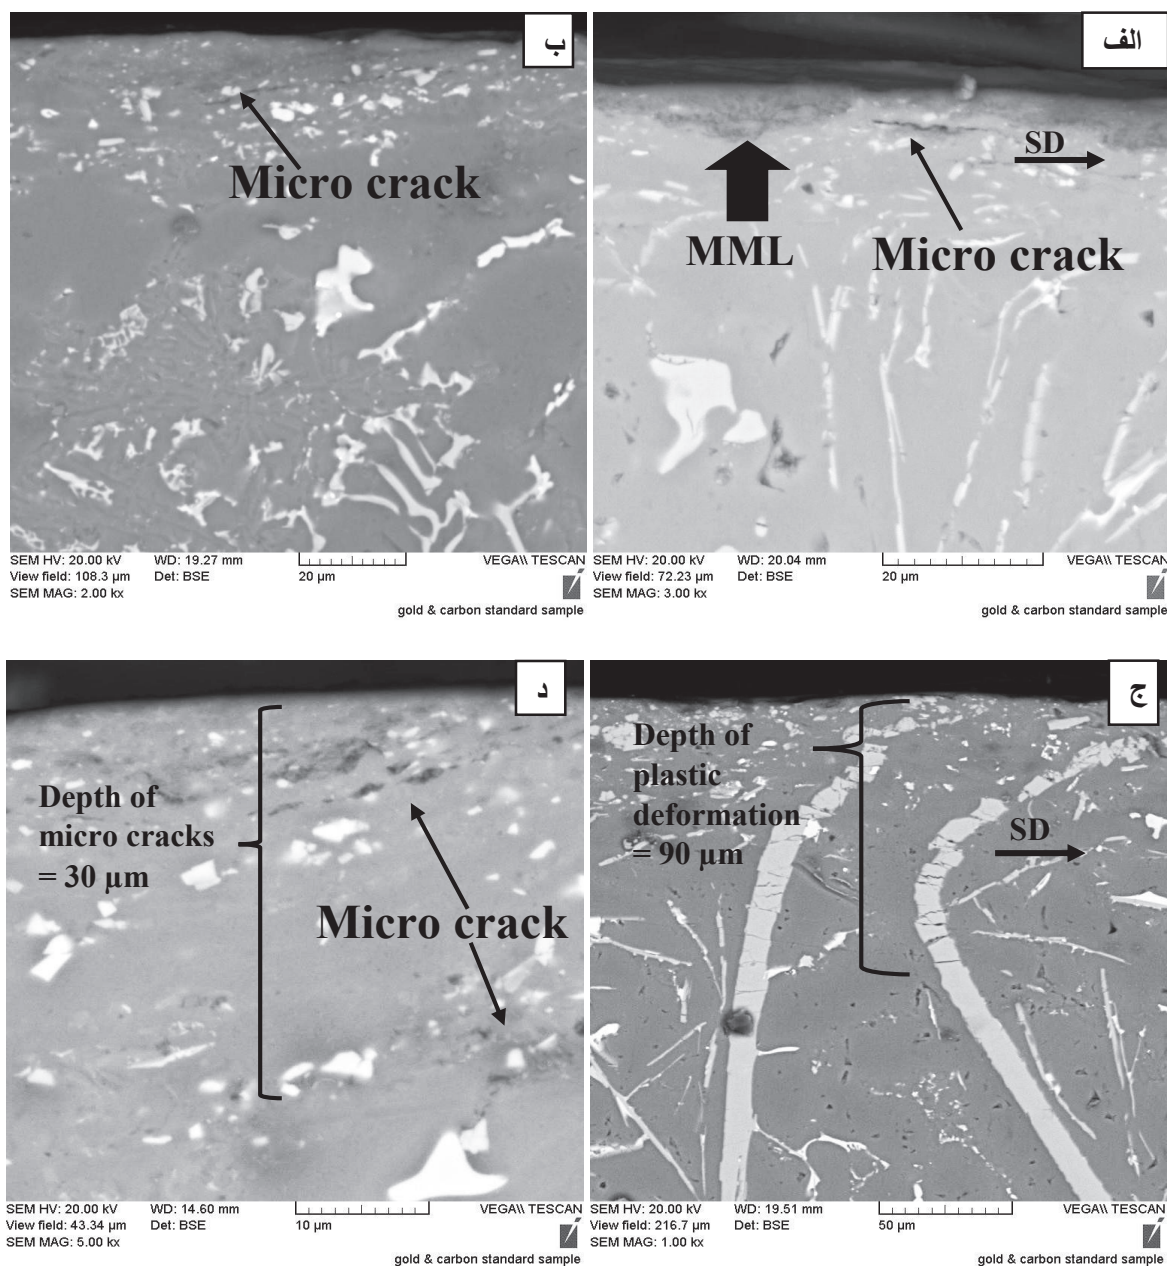 الف
MML
Micro crack
SD
SEM HV: 20.00 kV WD: 20.04 mm VEGA\\ TESCAN
View field: 72.23 µm Det: BSE 20 µm
SEM MAG: 3.00 kx
gold & carbon standard sample
ب
Micro crack
SEM HV: 20.00 kV WD: 19.27 mm VEGA\\ TESCAN
View field: 108.3 µm Det: BSE 20 µm
SEM MAG: 2.00 kx
gold & carbon standard sample
ج
Depth of
plastic
deformation
= 90 µm
SD
SEM HV: 20.00 kV WD: 19.51 mm VEGA\\ TESCAN
View field: 216.7 µm Det: BSE 50 µm
SEM MAG: 1.00 kx
gold & carbon standard sample
د
Depth of
micro cracks
= 30 µm
Micro crack
SEM HV: 20.00 kV WD: 14.60 mm VEGA\\ TESCAN
View field: 43.34 µm Det: BSE 10 µm
SEM MAG: 5.00 kx
gold & carbon standard sample